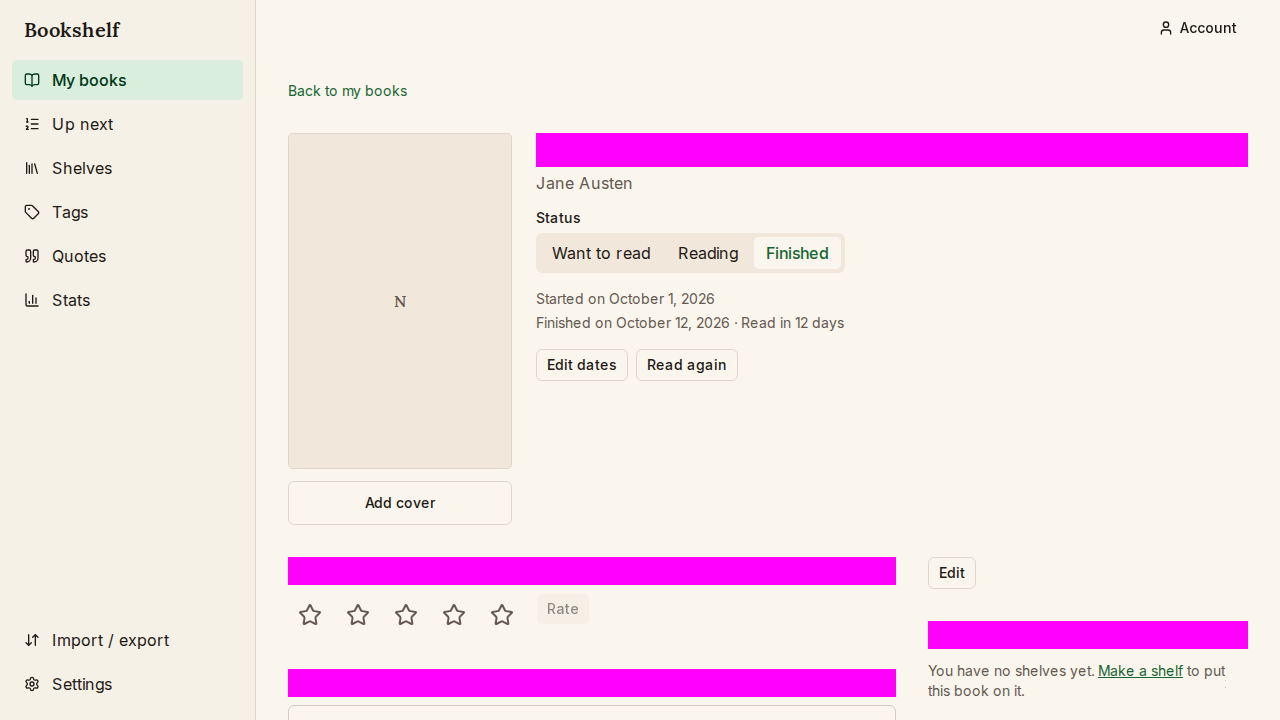 Bookshelf
My books
Up next
Shelves
Tags
Quotes
Stats
Import / export
Settings
Account
Back to my books
N
Add cover
Jane Austen
Status
Want to read
Reading
Finished
Started on October 1, 2026
Finished on October 12, 2026 · Read in 12 days
Edit dates
Read again
Rate
Edit
You have no shelves yet. Make a shelf to put
this book on it.